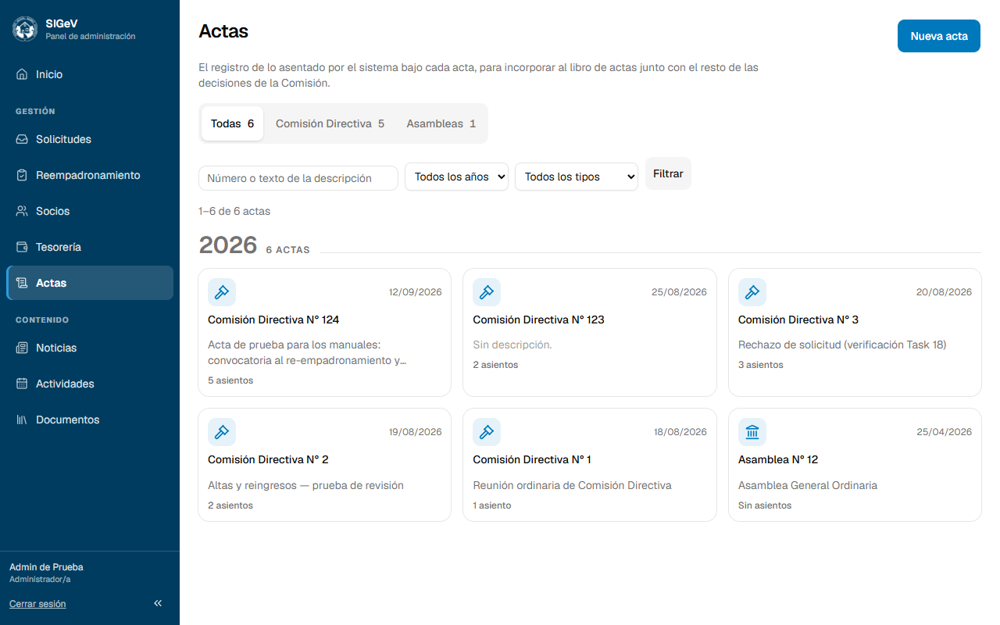 SIGeV
Panel de administración
Inicio
GESTIÓN
Solicitudes
Reempadronamiento
Socios
Tesorería
Actas
CONTENIDO
Noticias
Actividades
Documentos
Admin de Prueba
Administrador/a
Cerrar sesión
Actas
Nueva acta
El registro de lo asentado por el sistema bajo cada acta, para incorporar al libro de actas junto con el resto de las
decisiones de la Comisión.
Todas 6
Comisión Directiva 5
Asambleas 1
Número o texto de la descripción
Todos los años
Todos los tipos
Filtrar
1–6 de 6 actas
2026 6 ACTAS
12/09/2026
Comisión Directiva N° 124
Acta de prueba para los manuales:
convocatoria al re-empadronamiento y...
5 asientos
25/08/2026
Comisión Directiva N° 123
Sin descripción.
2 asientos
20/08/2026
Comisión Directiva N° 3
Rechazo de solicitud (verificación Task 18)
3 asientos
19/08/2026
Comisión Directiva N° 2
Altas y reingresos — prueba de revisión
2 asientos
18/08/2026
Comisión Directiva N° 1
Reunión ordinaria de Comisión Directiva
1 asiento
25/04/2026
Asamblea N° 12
Asamblea General Ordinaria
Sin asientos